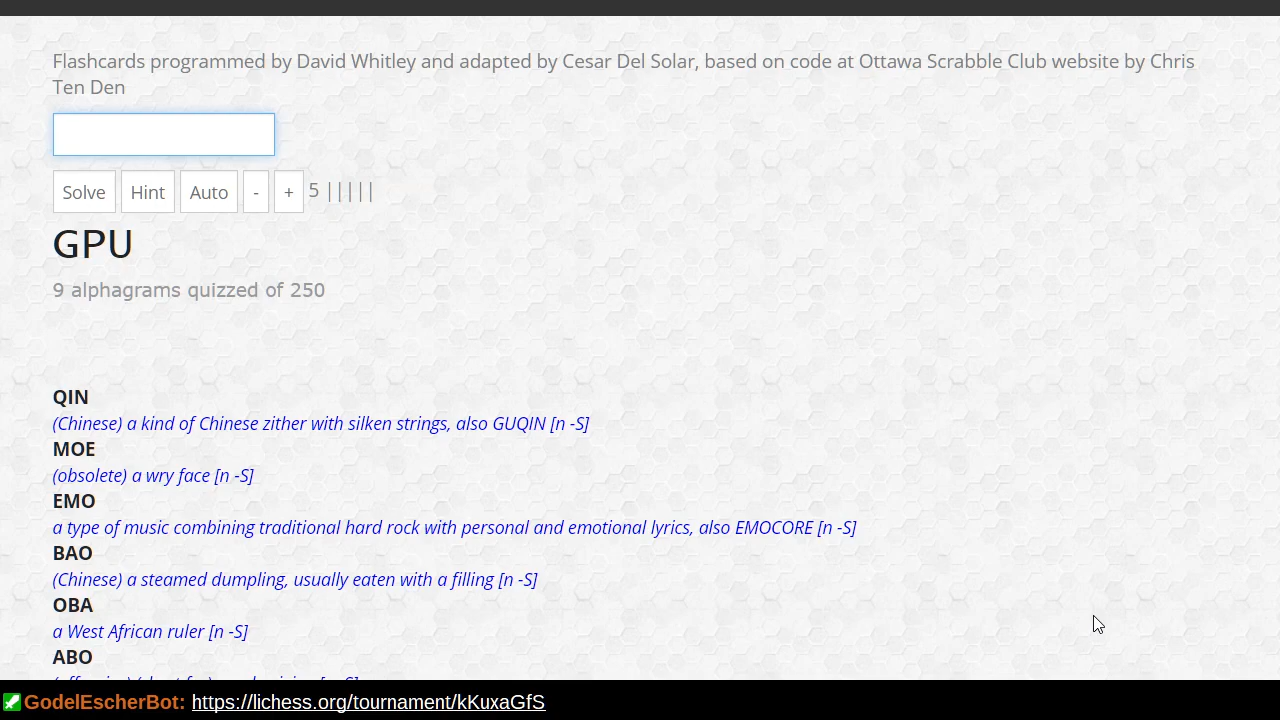 Flashcards programmed by David Whitley and adapted by Cesar Del Solar, based on code at Ottawa Scrabble Club website by Chris
Ten Den
Solve Hint Auto - + 5 |||||
GPU
9 alphagrams quizzed of 250
QIN
(Chinese) a kind of Chinese zither with silken strings, also GUQIN [n -S]
MOE
(obsolete) a wry face [n -S]
EMO
a type of music combining traditional hard rock with personal and emotional lyrics, also EMOCORE [n -S]
BAO
(Chinese) a steamed dumpling, usually eaten with a filling [n -S]
OBA
a West African ruler [n -S]
ABO
GodelEscherBot: https://lichess.org/tournament/kKuxaGfS